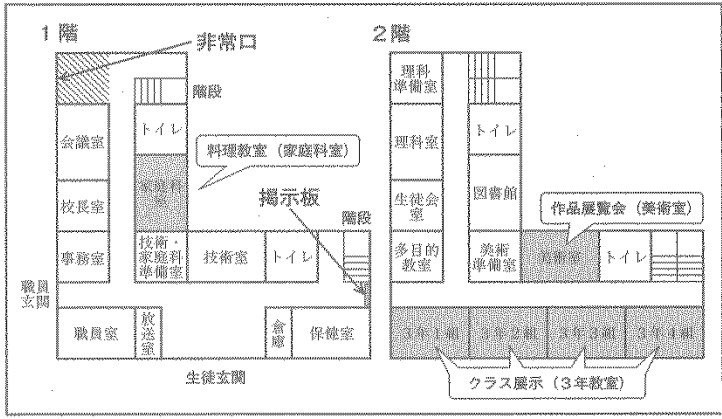 1階
非常口
階段
会議室
トイレ
料理教室（家庭科室）
校長室
家庭科室
掲示板
階段
事務室
技術・
家庭科
準備室
技術室
トイレ
職員
玄関
職員室
放送室
倉庫
保健室
生徒玄関
2階
理科
準備室
理科室
トイレ
生徒会
室
図書館
作品展覧会（美術室）
多目的
教室
美術
準備室
美術室
トイレ
3年1組
3年2組
3年3組
3年4組
クラス展示（3年教室）